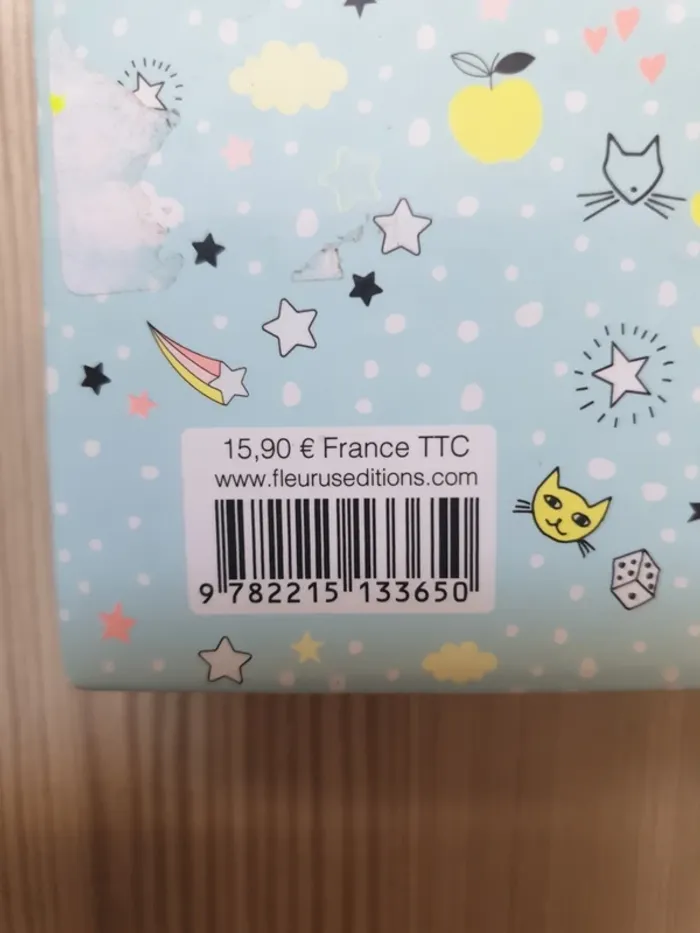 15,90 € France TTC
www.fleuruseditions.com
9 782215 133650